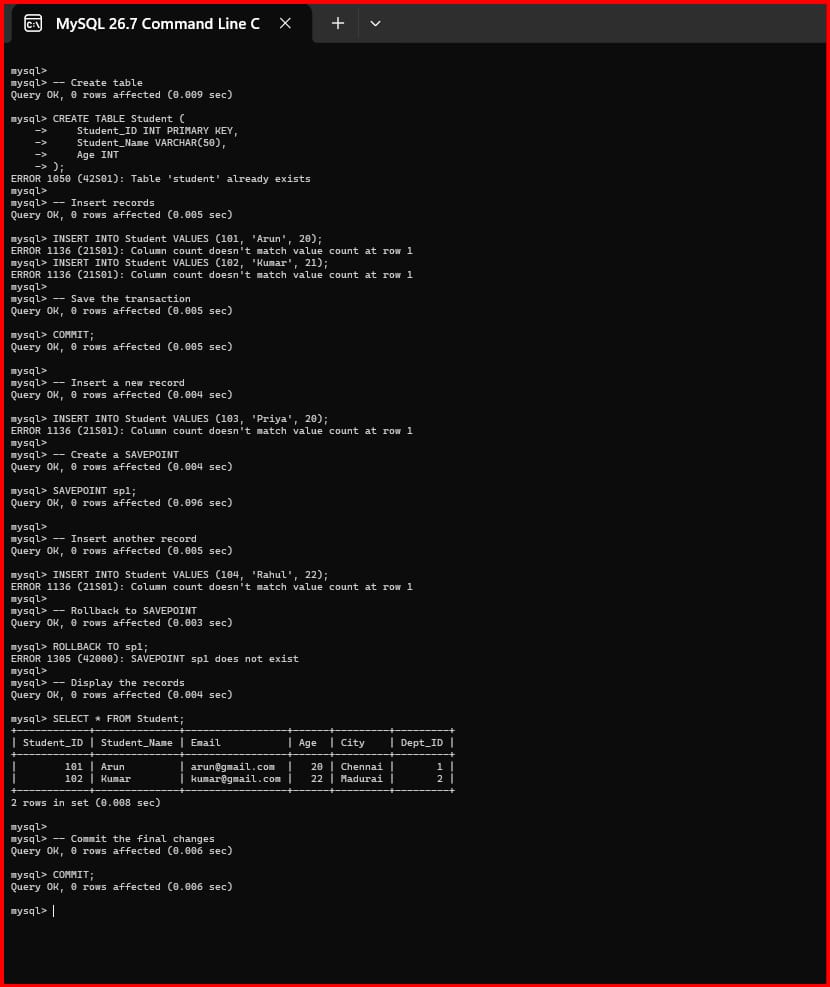 MySQL 26.7 Command Line C
mysql>
mysql> -- Create table
Query OK, 0 rows affected (0.009 sec)
mysql> CREATE TABLE Student (
    ->     Student_ID INT PRIMARY KEY,
    ->     Student_Name VARCHAR(50),
    ->     Age INT
    -> );
ERROR 1050 (42S01): Table 'student' already exists
mysql>
mysql> -- Insert records
Query OK, 0 rows affected (0.005 sec)
mysql> INSERT INTO Student VALUES (101, 'Arun', 20);
ERROR 1136 (21S01): Column count doesn't match value count at row 1
mysql> INSERT INTO Student VALUES (102, 'Kumar', 21);
ERROR 1136 (21S01): Column count doesn't match value count at row 1
mysql>
mysql> -- Save the transaction
Query OK, 0 rows affected (0.005 sec)
mysql> COMMIT;
Query OK, 0 rows affected (0.005 sec)
mysql>
mysql> -- Insert a new record
Query OK, 0 rows affected (0.004 sec)
mysql> INSERT INTO Student VALUES (103, 'Priya', 20);
ERROR 1136 (21S01): Column count doesn't match value count at row 1
mysql>
mysql> -- Create a SAVEPOINT
Query OK, 0 rows affected (0.004 sec)
mysql> SAVEPOINT sp1;
Query OK, 0 rows affected (0.096 sec)
mysql>
mysql> -- Insert another record
Query OK, 0 rows affected (0.005 sec)
mysql> INSERT INTO Student VALUES (104, 'Rahul', 22);
ERROR 1136 (21S01): Column count doesn't match value count at row 1
mysql>
mysql> -- Rollback to SAVEPOINT
Query OK, 0 rows affected (0.003 sec)
mysql> ROLLBACK TO sp1;
ERROR 1305 (42000): SAVEPOINT sp1 does not exist
mysql>
mysql> -- Display the records
Query OK, 0 rows affected (0.004 sec)
mysql> SELECT * FROM Student;
+------------+--------------+-----------------+------+---------+---------+
| Student_ID | Student_Name | Email           | Age  | City    | Dept_ID |
+------------+--------------+-----------------+------+---------+---------+
|        101 | Arun         | arun@gmail.com  |   20 | Chennai |       1 |
|        102 | Kumar        | kumar@gmail.com |   22 | Madurai |       2 |
+------------+--------------+-----------------+------+---------+---------+
2 rows in set (0.008 sec)
mysql>
mysql> -- Commit the final changes
Query OK, 0 rows affected (0.006 sec)
mysql> COMMIT;
Query OK, 0 rows affected (0.006 sec)
mysql>